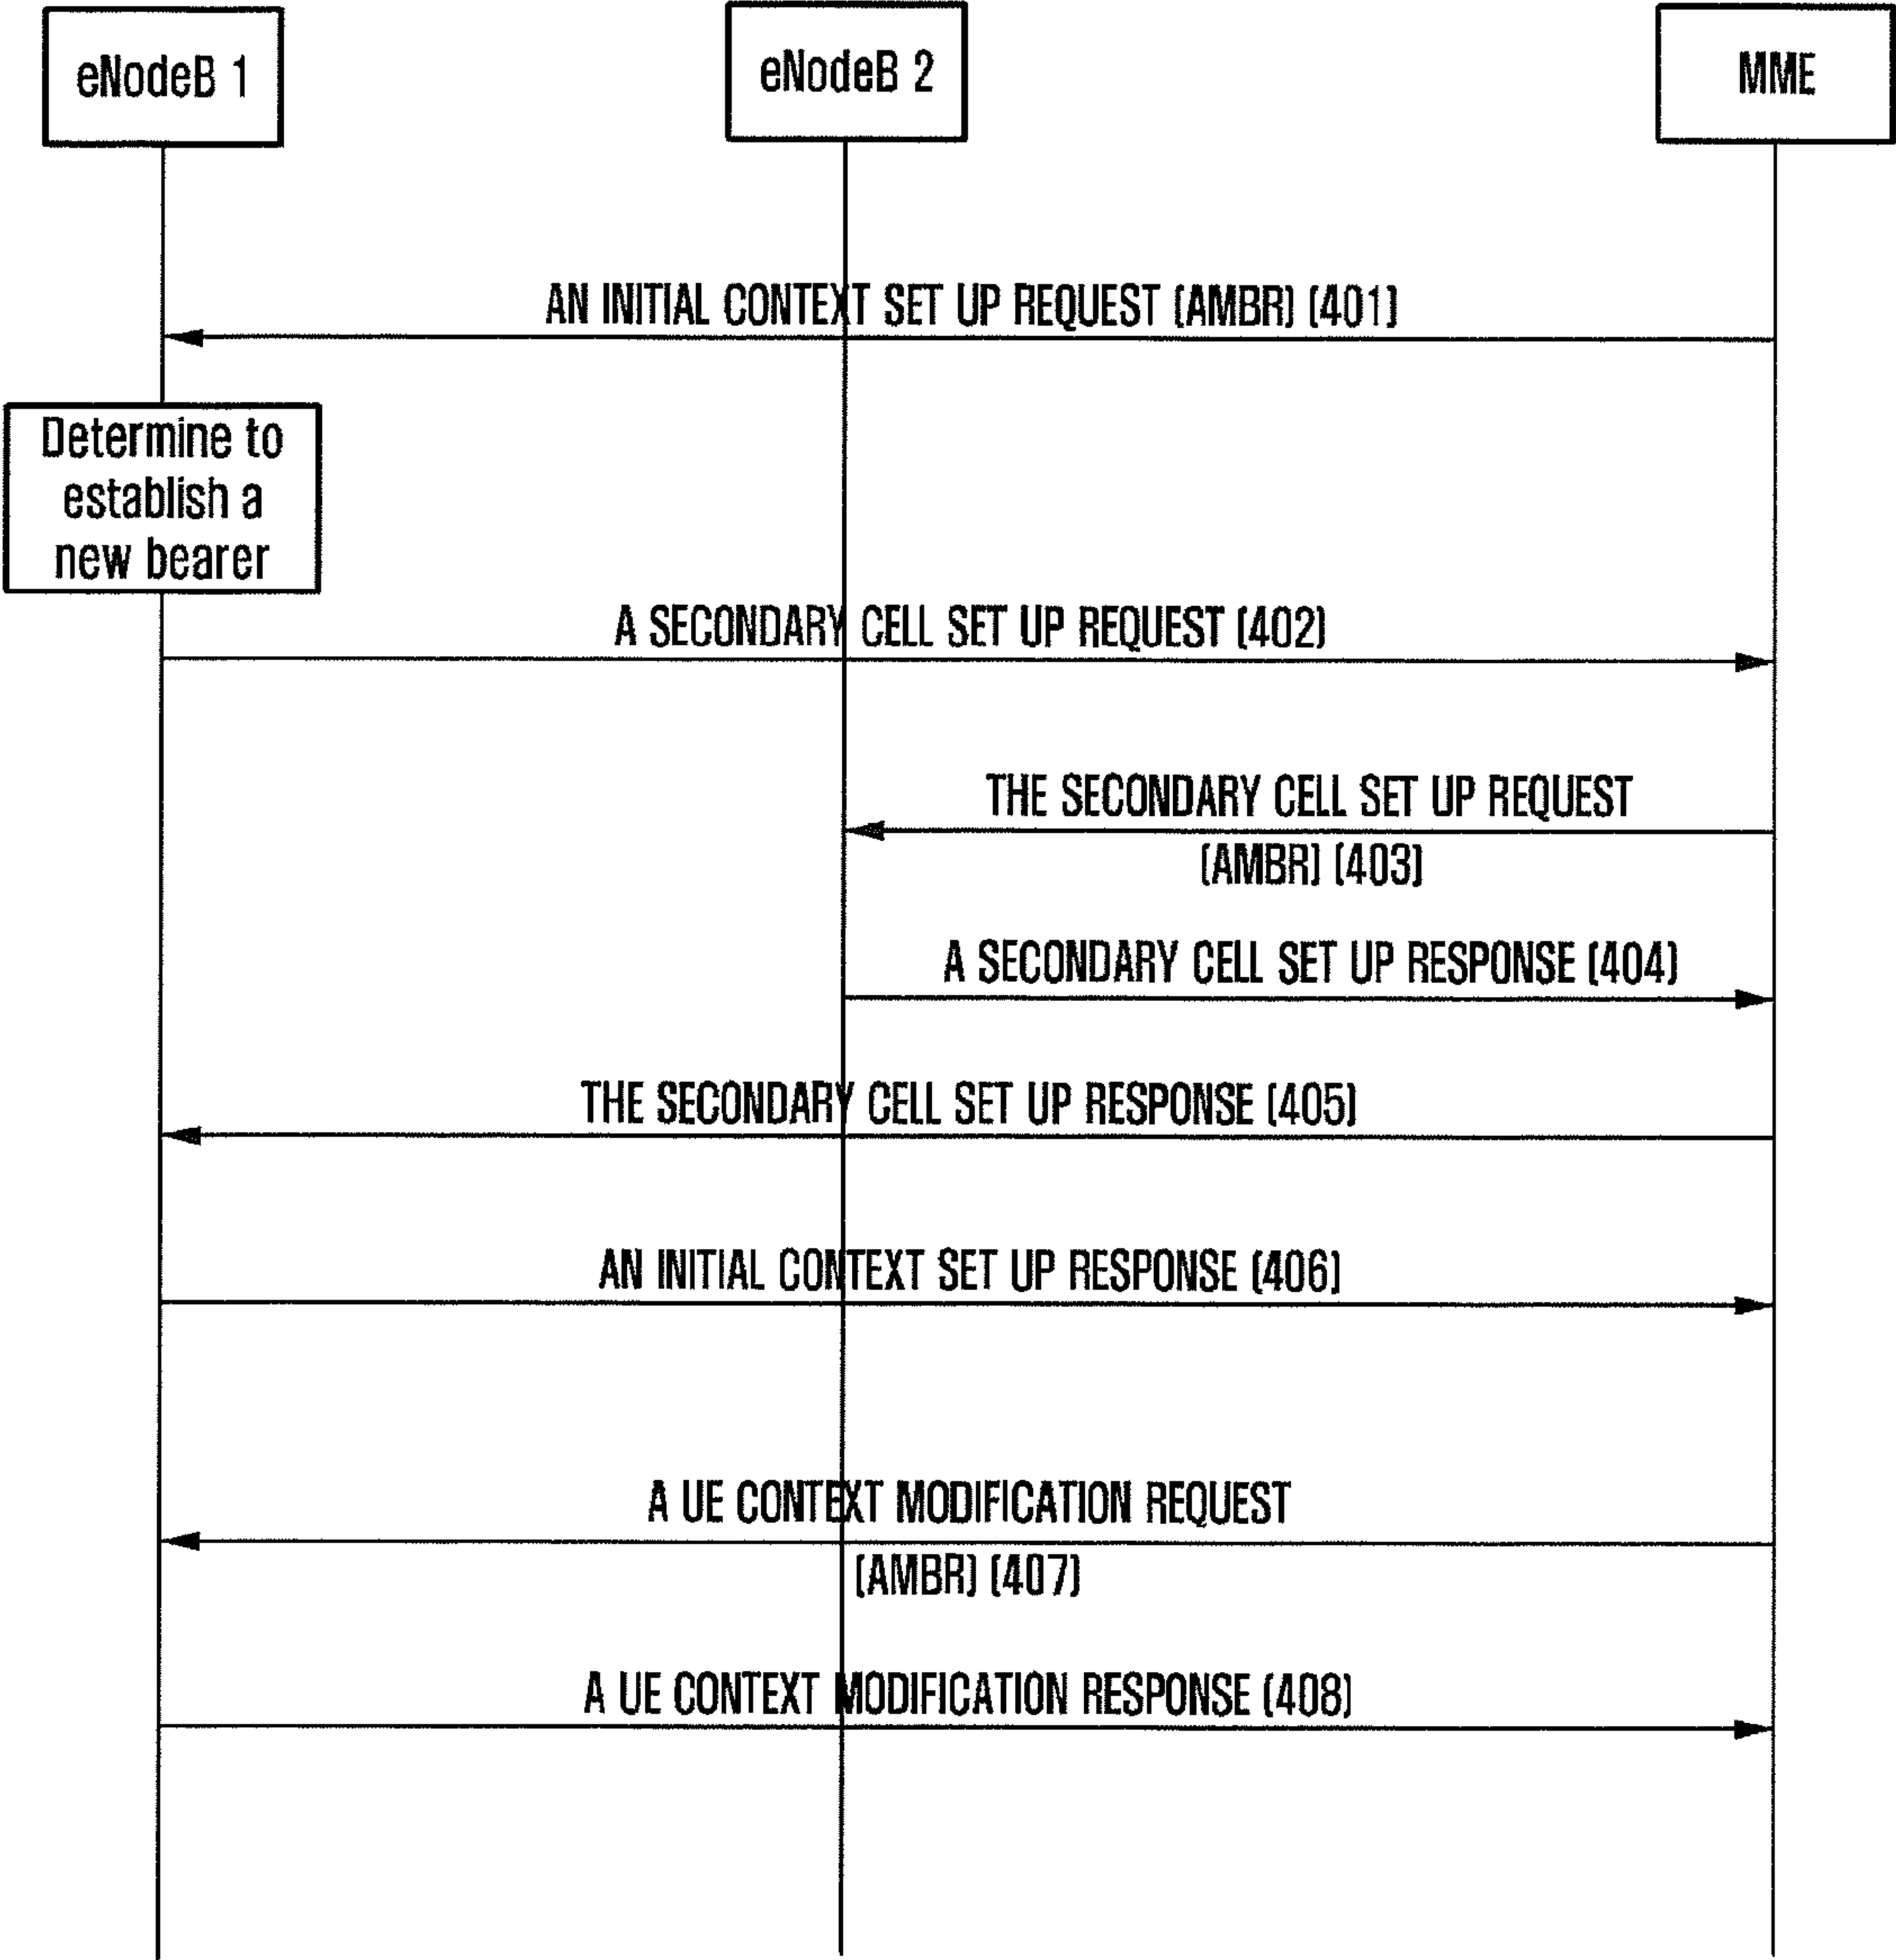 eNodeB 1
eNodeB 2
MME
AN INITIAL CONTEXT SET UP REQUEST (AMBR) (401)
Determine to
establish a
new bearer
A SECONDARY CELL SET UP REQUEST (402)
THE SECONDARY CELL SET UP REQUEST
(AMBR) (403)
A SECONDARY CELL SET UP RESPONSE (404)
THE SECONDARY CELL SET UP RESPONSE (405)
AN INITIAL CONTEXT SET UP RESPONSE (406)
A UE CONTEXT MODIFICATION REQUEST
(AMBR) (407)
A UE CONTEXT MODIFICATION RESPONSE (408)